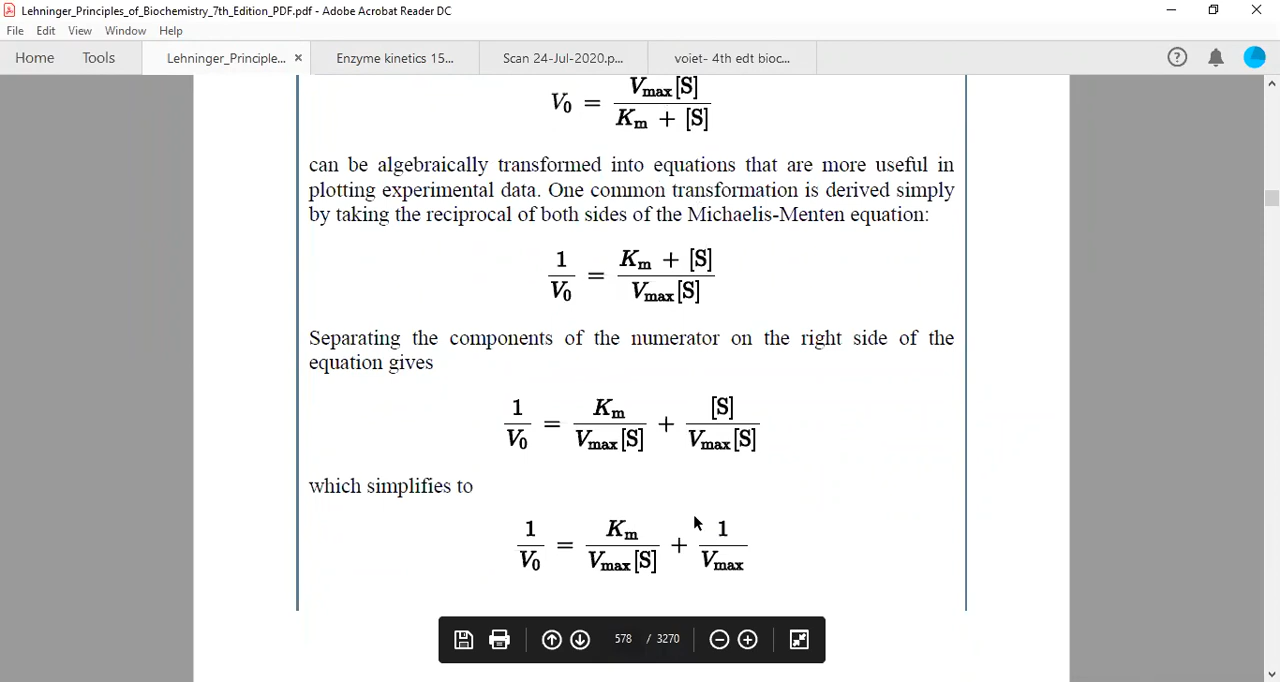 Lehninger_Principles_of_Biochemistry_7th_Edition_PDF.pdf - Adobe Acrobat Reader DC
File Edit View Window Help
Home Tools Lehninger_Principle... × Enzyme kinetics 15... Scan 24-Jul-2020.p... voiet- 4th edt bioc...
V₀ = Vmax[S] / Km + [S]
can be algebraically transformed into equations that are more useful in
plotting experimental data. One common transformation is derived simply
by taking the reciprocal of both sides of the Michaelis-Menten equation:
1 / V₀ = Km + [S] / Vmax[S]
Separating the components of the numerator on the right side of the
equation gives
1 / V₀ = Km / Vmax[S] + [S] / Vmax[S]
which simplifies to
1 / V₀ = Km / Vmax[S] + 1 / Vmax
578 / 3270